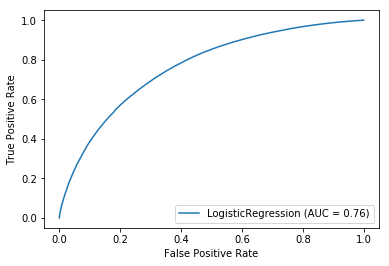 1.0
0.8
0.6
0.4
0.2
0.0
True Positive Rate
LogisticRegression (AUC = 0.76)
0.0 0.2 0.4 0.6 0.8 1.0
False Positive Rate